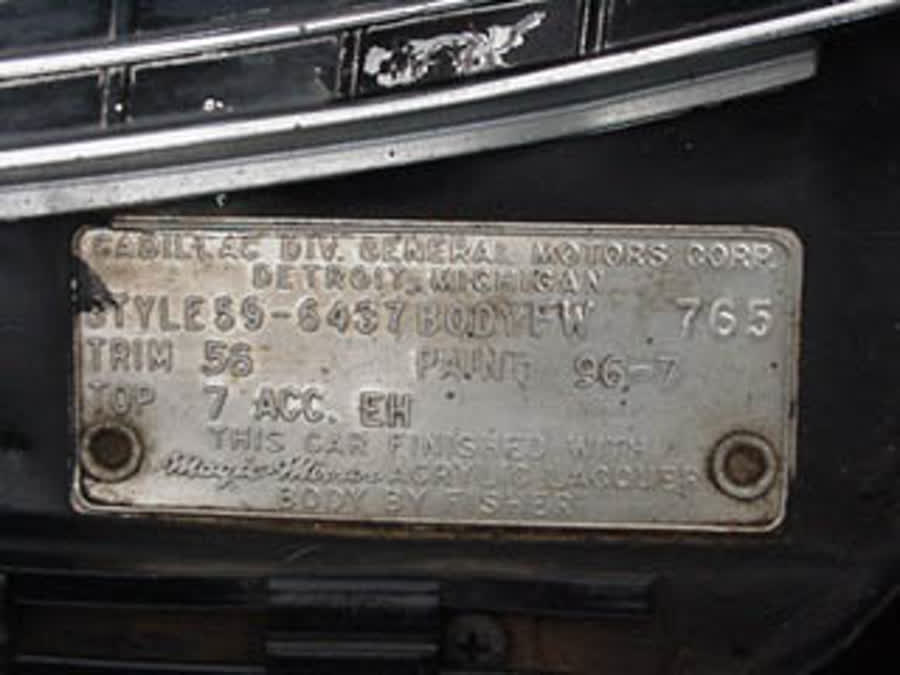 CADILLAC DIV. GENERAL MOTORS CORP.
DETROIT, MICHIGAN
STYLE 59-6437 BODY FW 765
TRIM 56 PAINT 96-7
TOP 7 ACC. EH
THIS CAR FINISHED WITH
Magic-Mirror ACRYLIC LACQUER
BODY BY FISHER